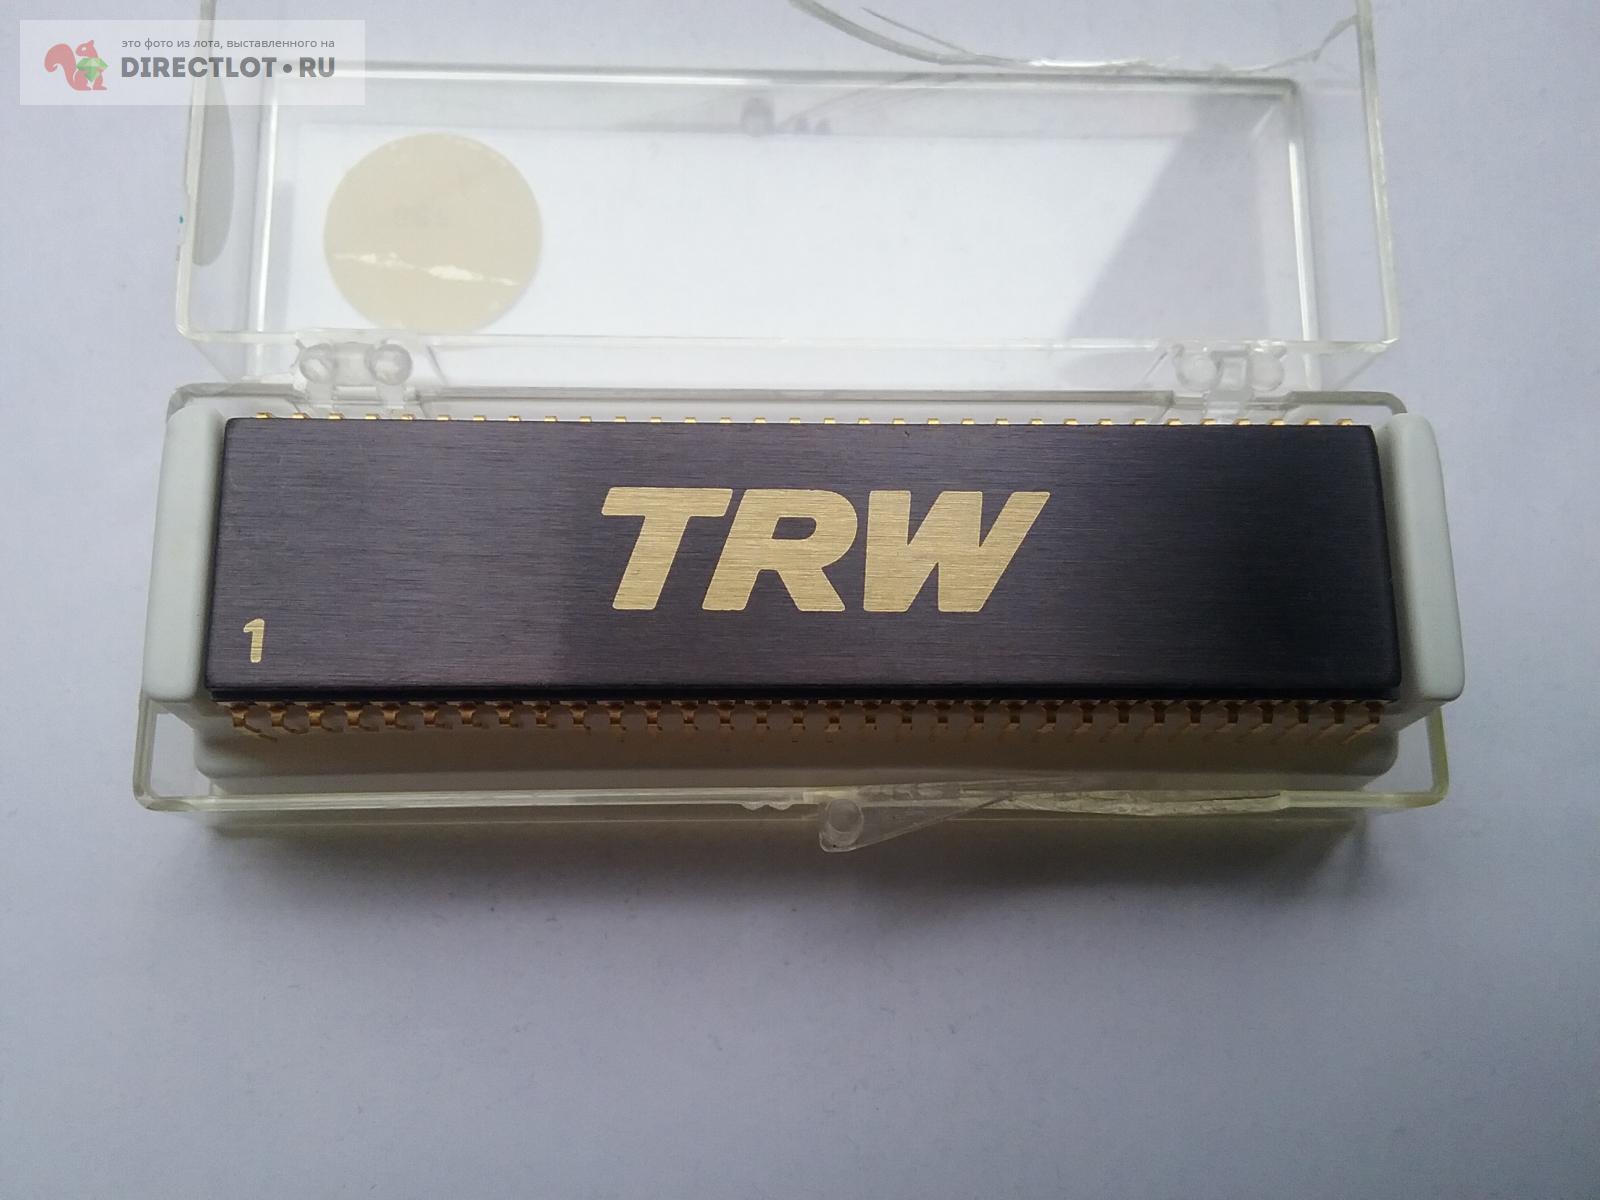 это фото из лота, выставленного на
DIRECTLOT•RU
TRW
1